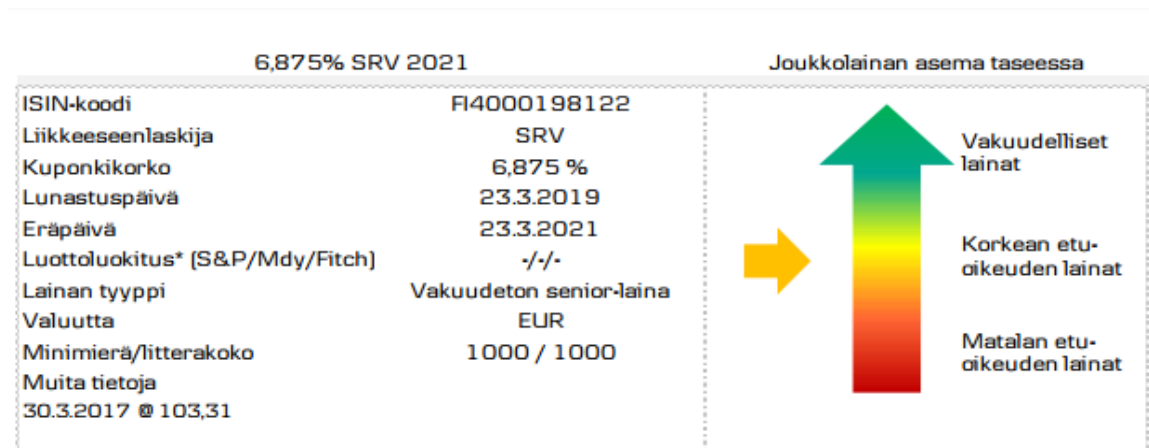 6,875% SRV 2021
Joukkolainan asema taseessa
ISIN-koodi FI4000198122
Liikkeeseenlaskija SRV
Kuponkikorko 6,875 %
Lunastuspäivä 23.3.2019
Eräpäivä 23.3.2021
Luottoluokitus* (S&P/Mdy/Fitch) -/-/-
Lainan tyyppi Vakuudeton senior-laina
Valuutta EUR
Minimierä/litterakoko 1000 / 1000
Muita tietoja
30.3.2017 @ 103,31
Vakuudelliset
lainat
Korkean etu-
oikeuden lainat
Matalan etu-
oikeuden lainat